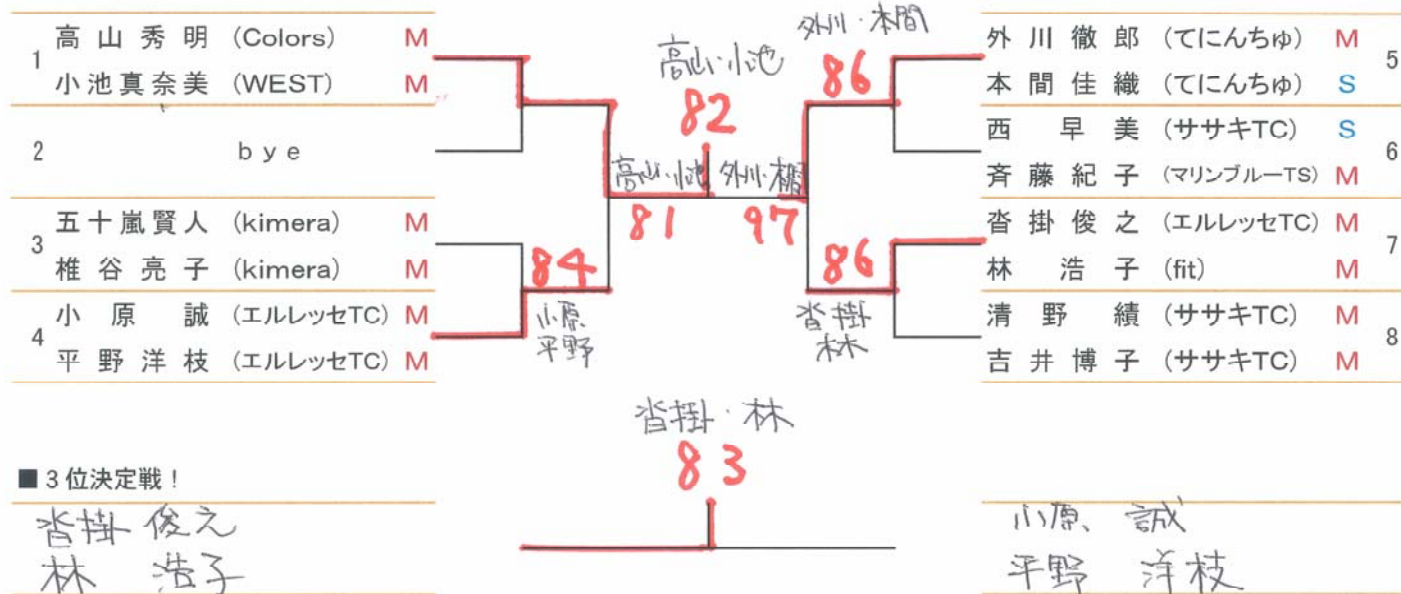 1
高山秀明 (Colors) M
小池真奈美 (WEST) M
2 bye
3
五十嵐賢人 (kimera) M
椎谷亮子 (kimera) M
4
小原 誠 (エルレッセTC) M
平野洋枝 (エルレッセTC) M
高山・小池
82
外川・本間
86
高山・小池
81
外川・本間
97
84
小原
平野
86
沓掛
林
外川徹郎 (てにんちゅ) M
本間佳織 (てにんちゅ) S
5
西 早美 (ササキTC) S
斉藤紀子 (マリンブルーTS) M
6
沓掛俊之 (エルレッセTC) M
林 浩子 (fit) M
7
清野 績 (ササキTC) M
吉井博子 (ササキTC) M
8
沓掛・林
83
■3位決定戦!
沓掛 俊之
林 浩子
小原 誠
平野 洋枝